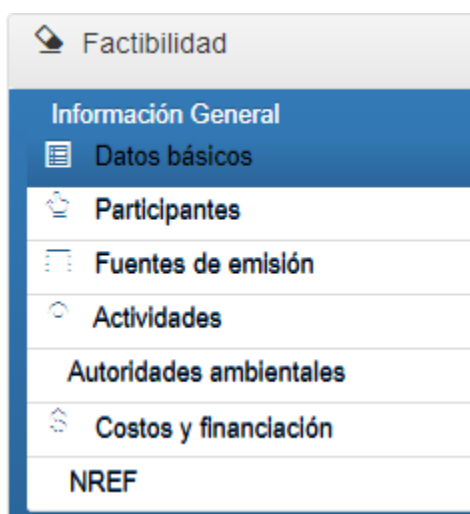 Factibilidad
Información General
Datos básicos
Participantes
Fuentes de emisión
Actividades
Autoridades ambientales
Costos y financiación
NREF